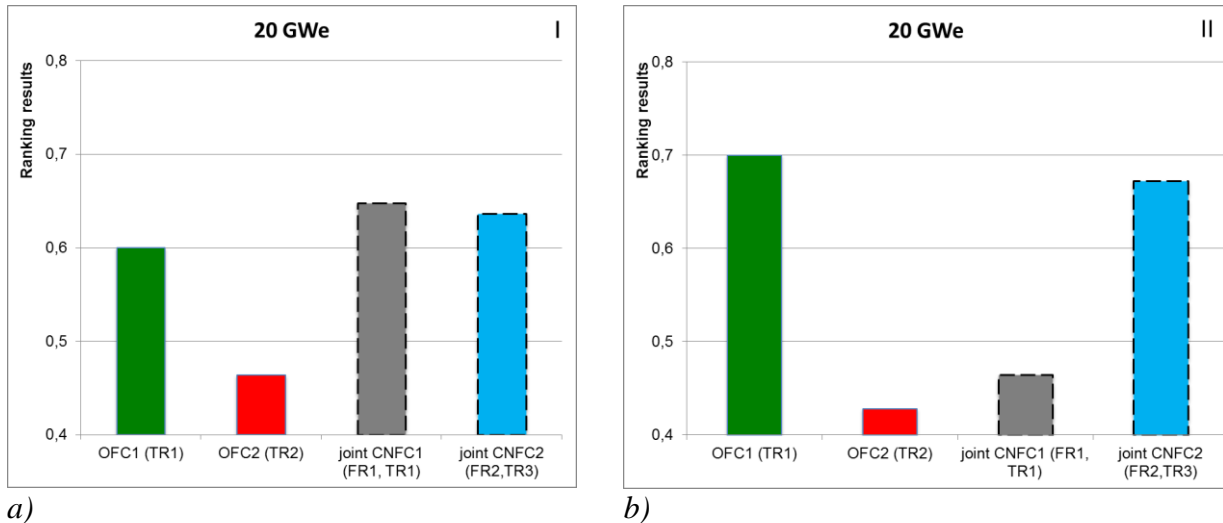 20 GWe
I
Ranking results
0,8
0,7
0,6
0,5
0,4
OFC1 (TR1)
OFC2 (TR2)
joint CNFC1
(FR1, TR1)
joint CNFC2
(FR2,TR3)
a)
20 GWe
II
Ranking results
0,8
0,7
0,6
0,5
0,4
OFC1 (TR1)
OFC2 (TR2)
joint CNFC1 (FR1,
TR1)
joint CNFC2
(FR2,TR3)
b)